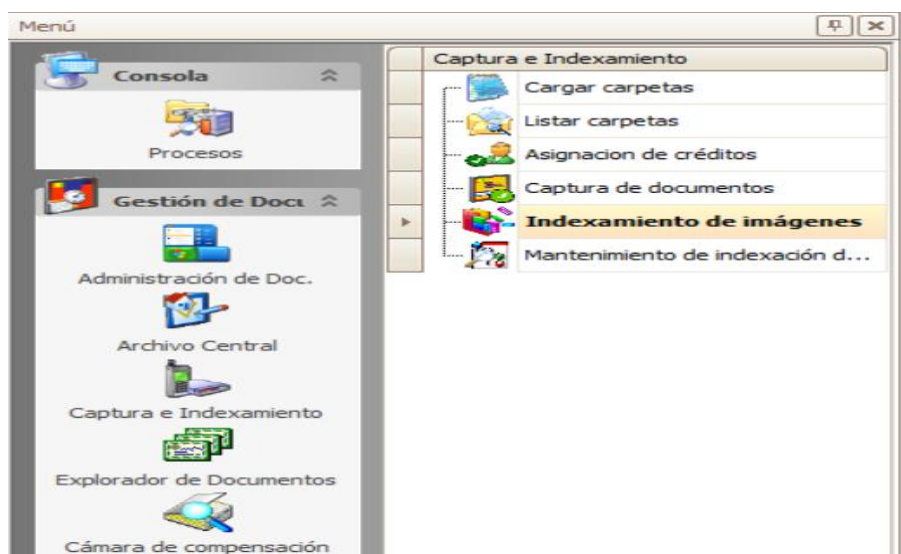 Menú
Consola
Procesos
Gestión de Docu
Administración de Doc.
Archivo Central
Captura e Indexamiento
Explorador de Documentos
Cámara de compensación
Captura e Indexamiento
Cargar carpetas
Listar carpetas
Asignacion de créditos
Captura de documentos
Indexamiento de imágenes
Mantenimiento de indexación d...